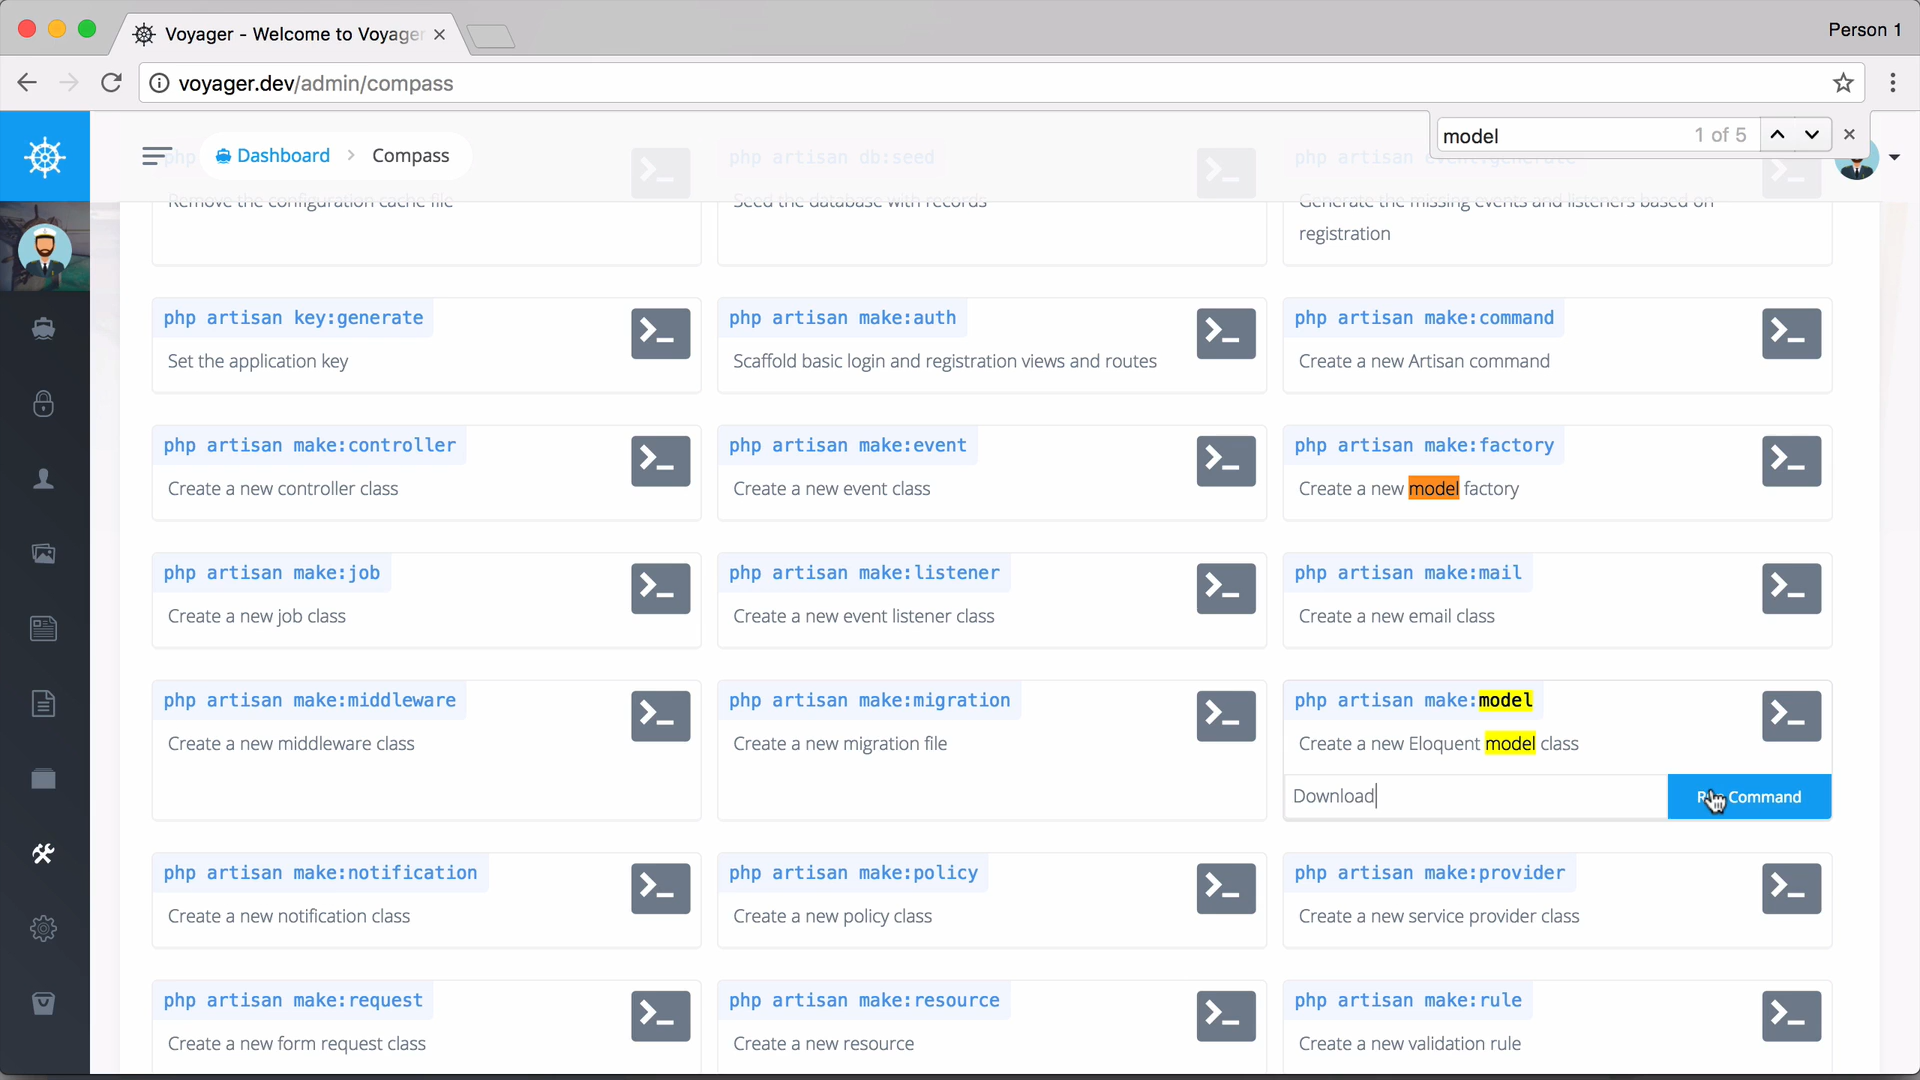 Voyager - Welcome to Voyager
Person 1
voyager.dev/admin/compass
model 1 of 5
Dashboard > Compass
php artisan db:seed
php artisan event:generate
Remove the configuration cache file
Seed the database with records
Generate the missing events and listeners based on
registration
php artisan key:generate
Set the application key
php artisan make:auth
Scaffold basic login and registration views and routes
php artisan make:command
Create a new Artisan command
php artisan make:controller
Create a new controller class
php artisan make:event
Create a new event class
php artisan make:factory
Create a new model factory
php artisan make:job
Create a new job class
php artisan make:listener
Create a new event listener class
php artisan make:mail
Create a new email class
php artisan make:middleware
Create a new middleware class
php artisan make:migration
Create a new migration file
php artisan make:model
Create a new Eloquent model class
Download
Command
php artisan make:notification
Create a new notification class
php artisan make:policy
Create a new policy class
php artisan make:provider
Create a new service provider class
php artisan make:request
Create a new form request class
php artisan make:resource
Create a new resource
php artisan make:rule
Create a new validation rule